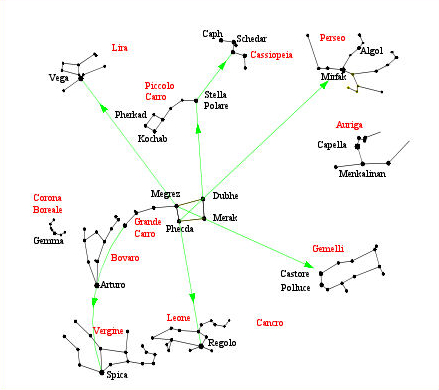 Caph
Schedar
Cassiopeia
Perseo
Algol
Mirfak
Lira
Vega
Piccolo
Carro
Stella
Polare
Pherkad
Kochab
Auriga
Capella
Menkalinan
Megrez
Dubhe
Merak
Phecda
Grande
Carro
Corona
Boreale
Gemma
Bovaro
Arturo
Gemelli
Castore
Polluce
Leone
Cancro
Regolo
Vergine
Spica